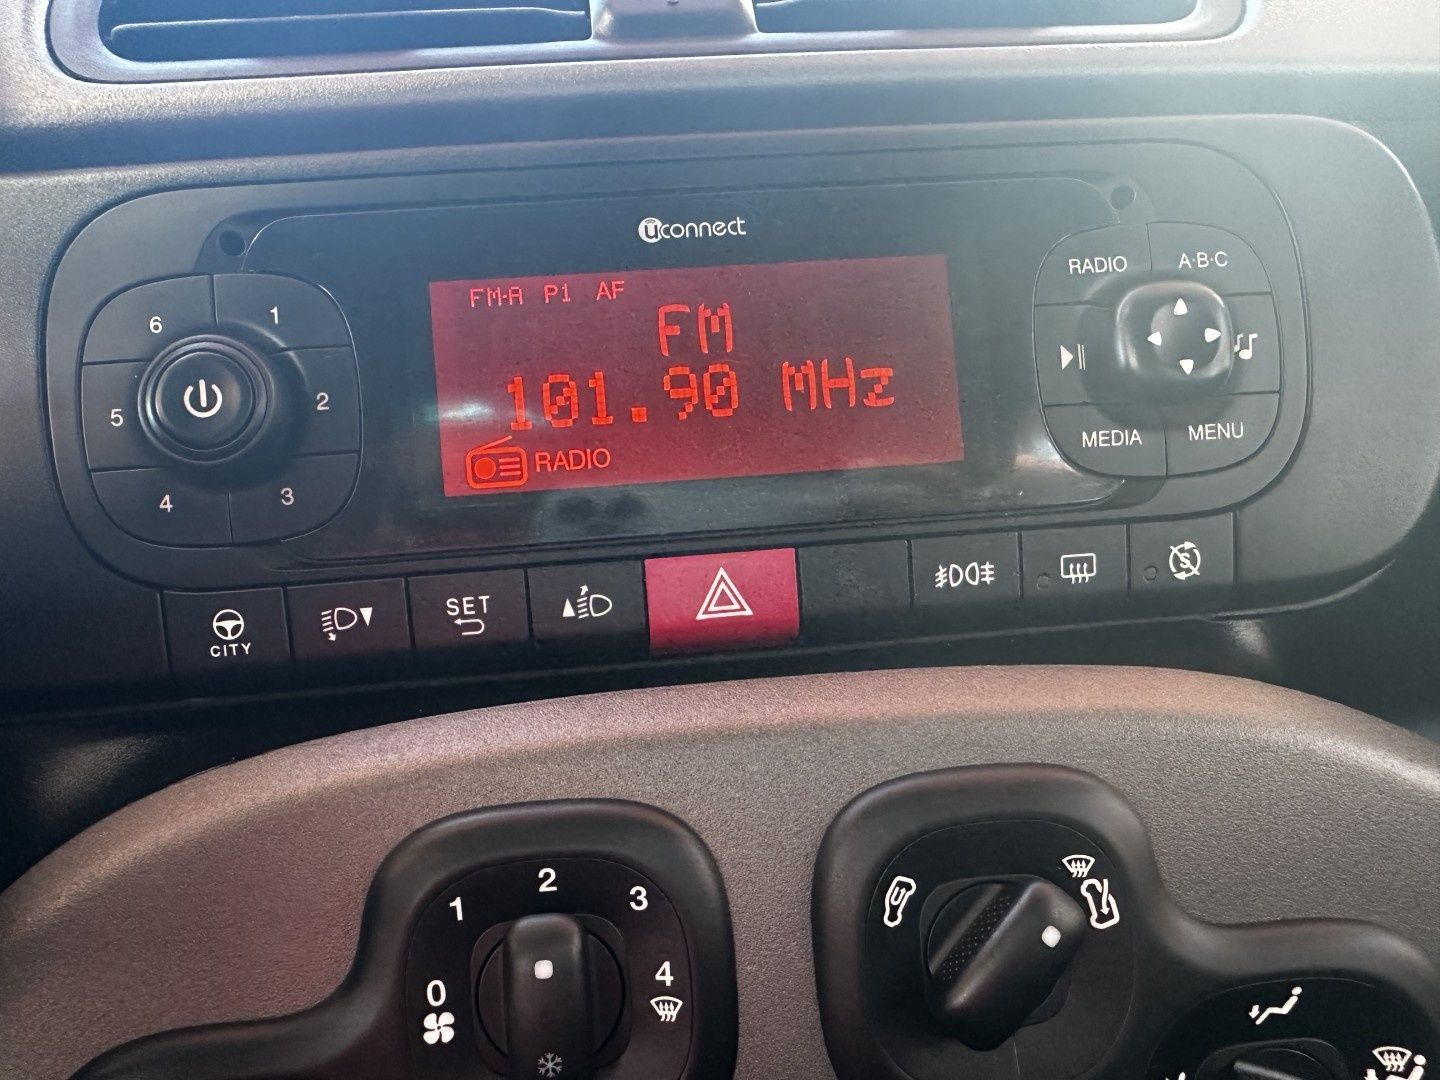 uconnect
FM-A P1 AF
FM
101.90 MHz
RADIO
6
1
5
2
4
3
RADIO
A·B·C
MEDIA
MENU
CITY
SET
S
0
1
2
3
4